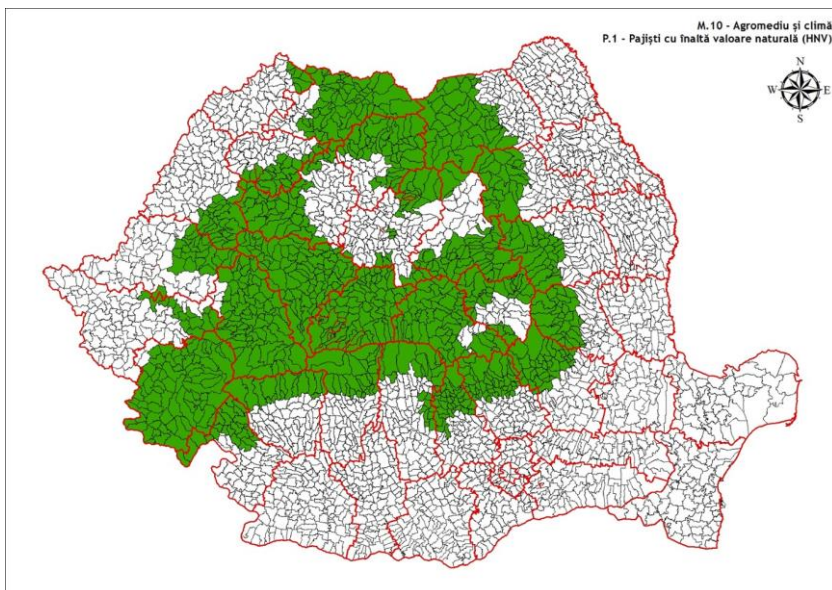 M.10 - Agromediu și climă
P.1 - Pajiști cu înaltă valoare naturală (HNV)
N
W E
S